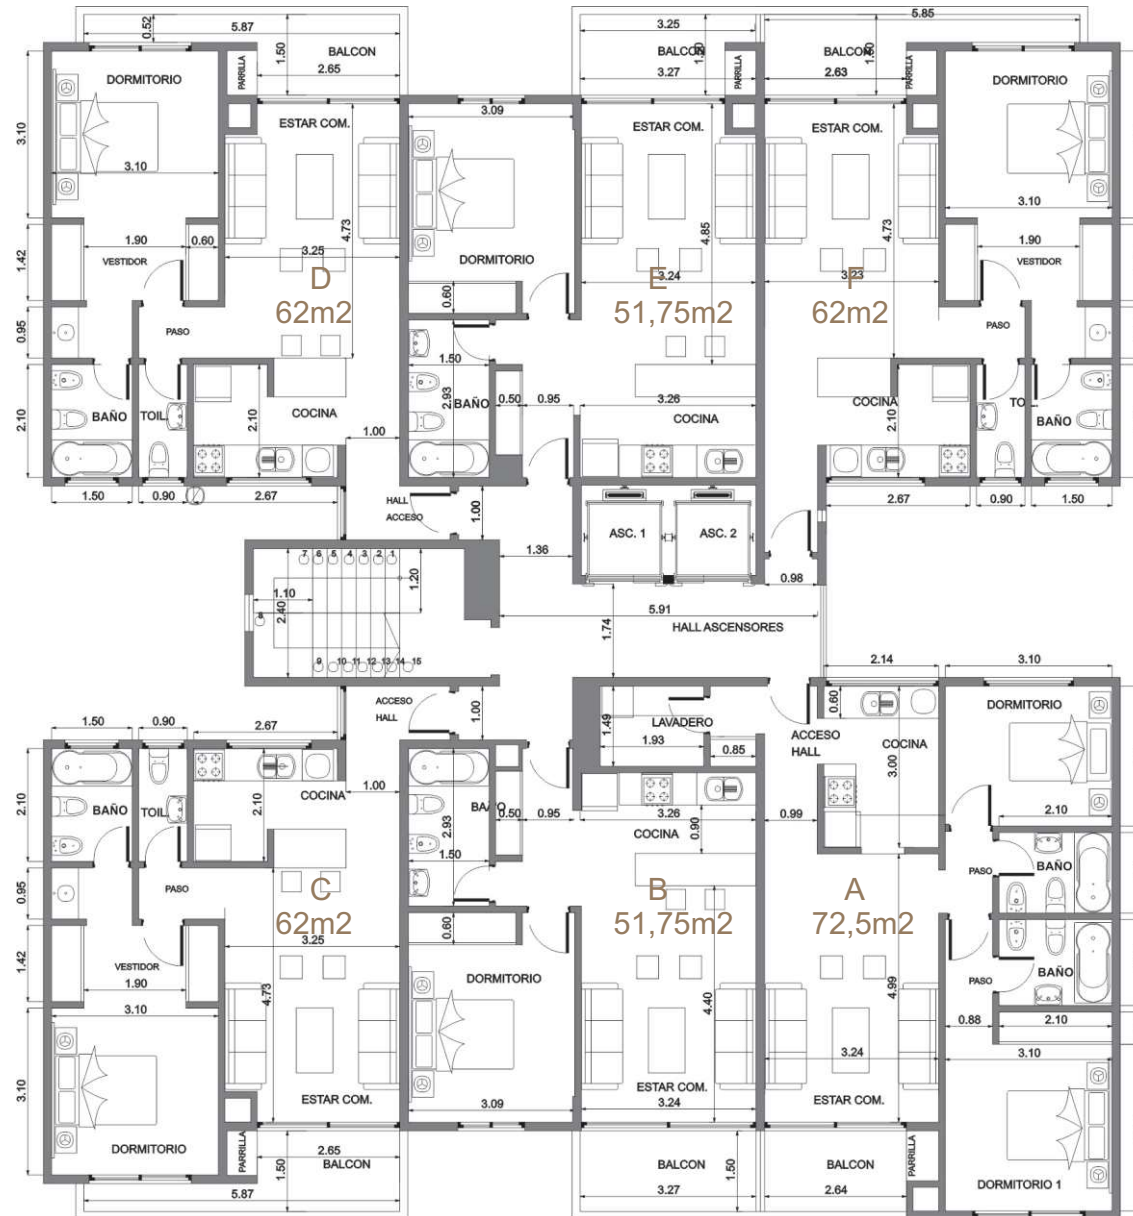 5.87
0.52
1.50
BALCON
2.65
PARRILLA
DORMITORIO
3.10
3.10
ESTAR COM.
4.73
3.25
1.90
0.60
VESTIDOR
1.42
D
62m2
0.95
PASO
2.10
BAÑO
TOIL
2.10
COCINA
1.00
1.50
0.90
2.67
HALL
ACCESO
1.00
3.09
DORMITORIO
0.60
1.50
2.93
BAÑO
0.50
0.95
3.25
BALCON
1.50
3.27
PARRILLA
ESTAR COM.
4.85
3.24
E
51,75m2
3.26
COCINA
5.85
BALCON
1.50
2.63
PARRILLA
ESTAR COM.
4.73
3.23
F
62m2
DORMITORIO
3.10
1.90
VESTIDOR
PASO
COCINA
2.10
BAÑO
2.67
0.90
1.50
ASC. 1
ASC. 2
1.36
0.98
5.91
HALL ASCENSORES
1.74
7 6 5 4 3 2 1
1.20
1.10
2.40
8
9 10 11 12 13 14 15
ACCESO
HALL
1.00
1.50
0.90
2.67
2.10
BAÑO
TOIL
2.10
COCINA
1.00
0.95
PASO
C
62m2
3.25
4.73
1.42
VESTIDOR
1.90
3.10
3.10
ESTAR COM.
DORMITORIO
PARRILLA
2.65
BALCON
1.50
5.87
2.93
1.50
0.50
0.95
0.60
DORMITORIO
3.09
1.49
LAVADERO
1.93
0.85
3.26
COCINA
0.90
B
51,75m2
4.40
ESTAR COM.
3.24
BALCON
1.50
3.27
2.14
3.10
0.60
ACCESO
HALL
COCINA
3.00
0.99
DORMITORIO
2.10
PASO
BAÑO
A
72,5m2
4.99
PASO
BAÑO
0.88
2.10
3.24
3.10
ESTAR COM.
BALCON
2.64
PARRILLA
DORMITORIO 1